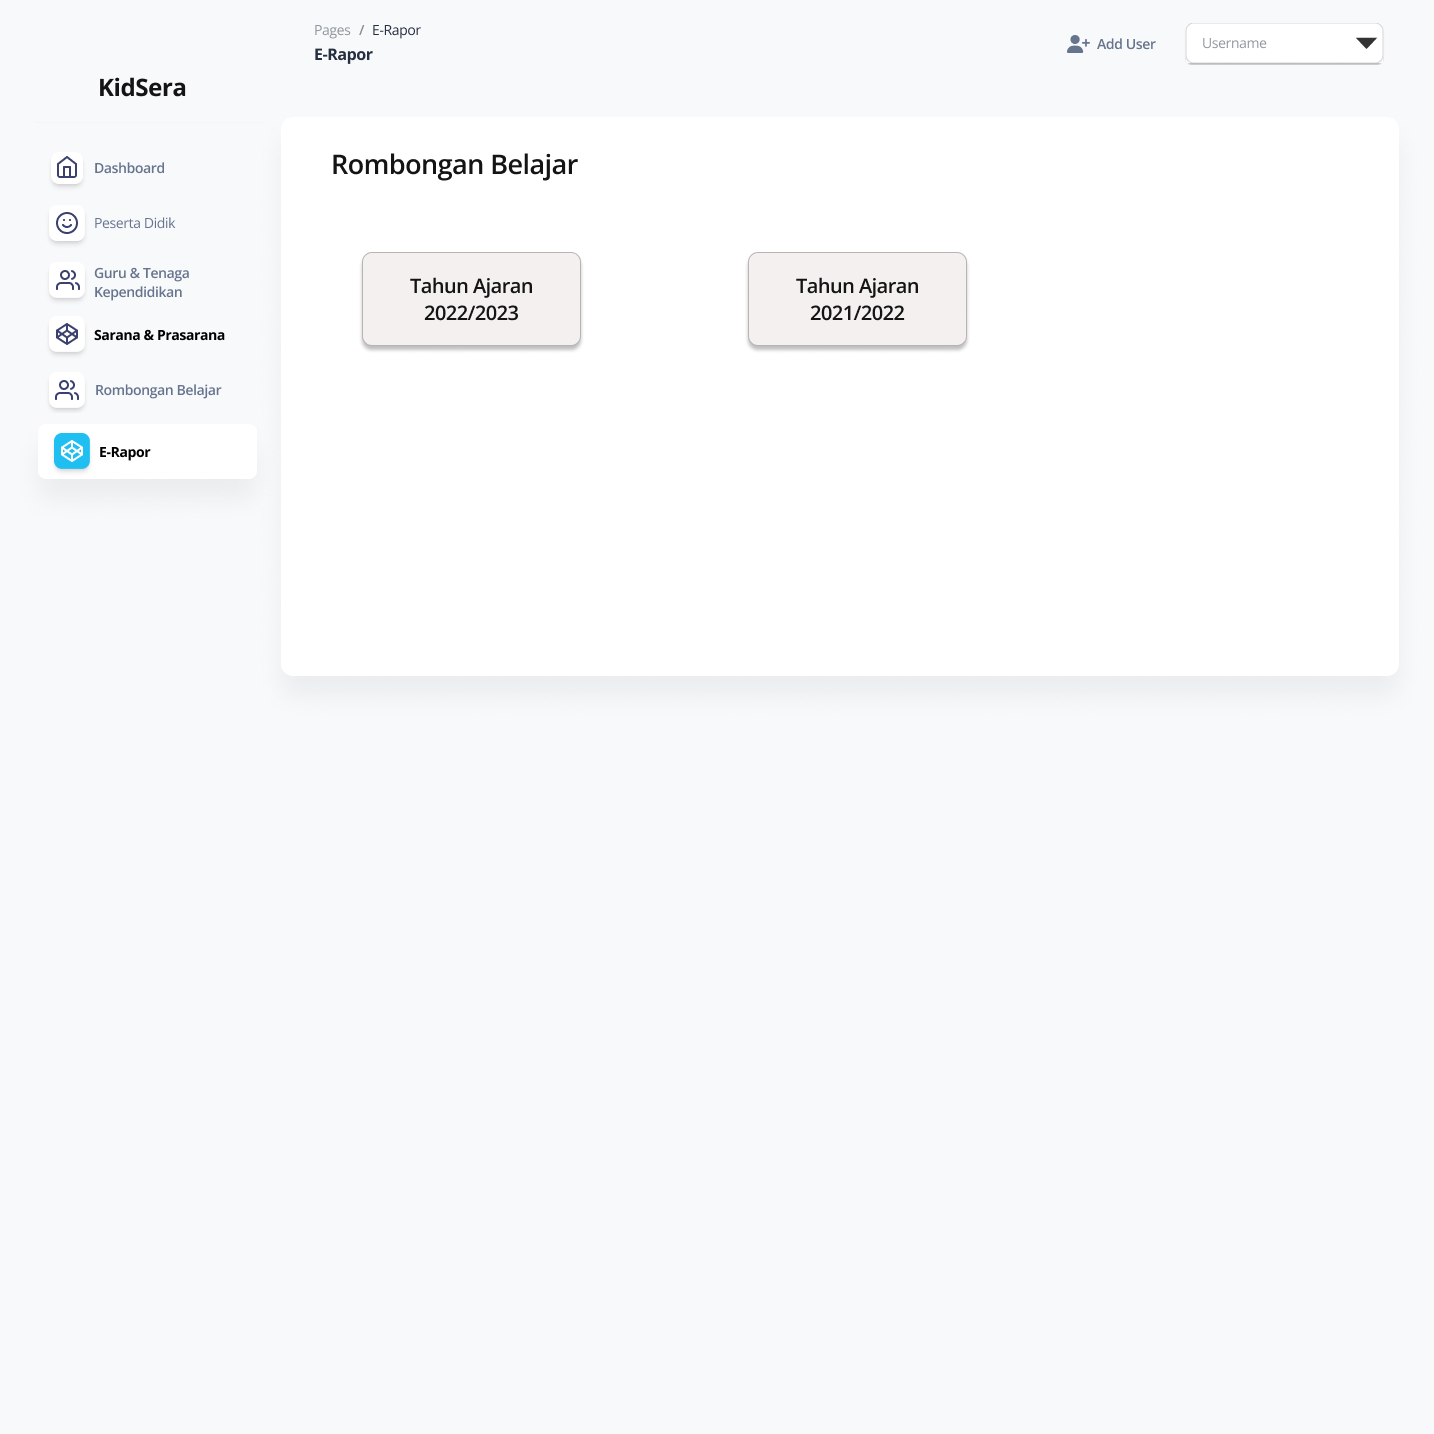 Pages / E-Rapor
E-Rapor
Add User
Username
KidSera
Dashboard
Peserta Didik
Guru & Tenaga
Kependidikan
Sarana & Prasarana
Rombongan Belajar
E-Rapor
Rombongan Belajar
Tahun Ajaran
2022/2023
Tahun Ajaran
2021/2022